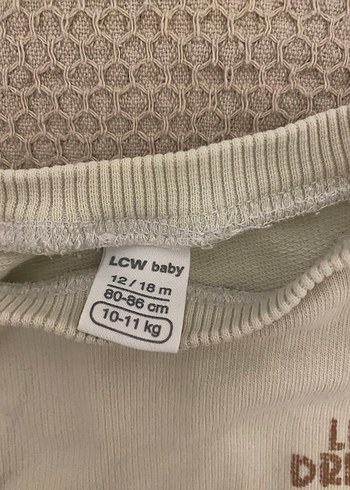 LCW baby
12 / 18 m
80-86 cm
10-11 kg